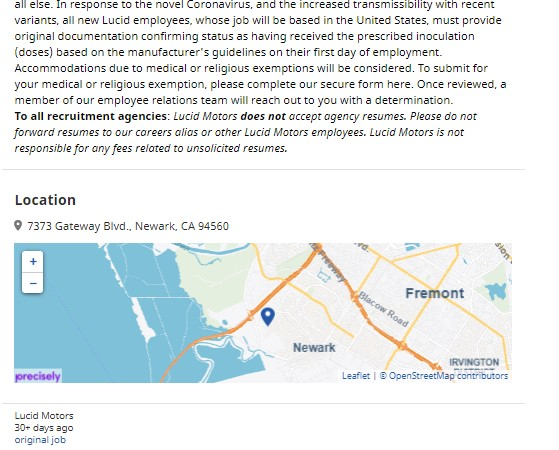 all else. In response to the novel Coronavirus, and the increased transmissibility with recent
variants, all new Lucid employees, whose job will be based in the United States, must provide
original documentation confirming status as having received the prescribed inoculation
(doses) based on the manufacturer's guidelines on their first day of employment.
Accommodations due to medical or religious exemptions will be considered. To submit for
your medical or religious exemption, please complete our secure form here. Once reviewed, a
member of our employee relations team will reach out to you with a determination.
To all recruitment agencies: Lucid Motors does not accept agency resumes. Please do not
forward resumes to our careers alias or other Lucid Motors employees. Lucid Motors is not
responsible for any fees related to unsolicited resumes.
Location
7373 Gateway Blvd., Newark, CA 94560
+
−
Freeway
Blacow Road
Fremont
Newark
IRVINGTON
precisely
Leaflet | © OpenStreetMap contributors
Lucid Motors
30+ days ago
original job